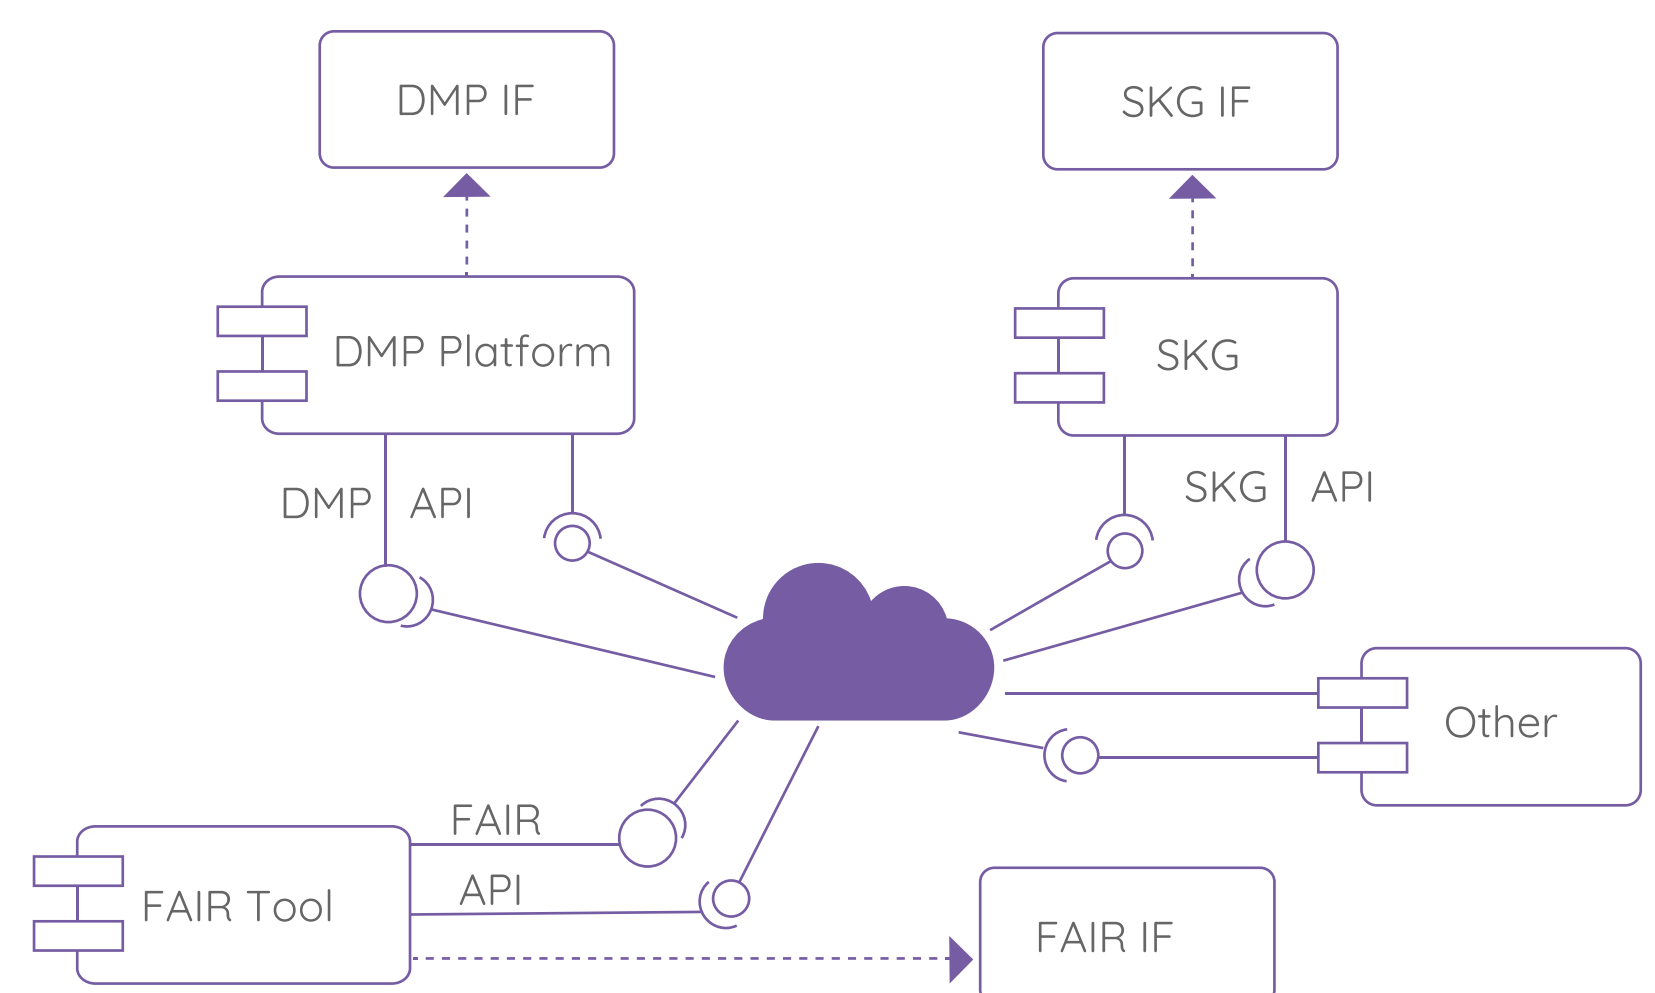 DMP IF
SKG IF
DMP Platform
SKG
DMP API
SKG API
Other
FAIR
API
FAIR Tool
FAIR IF